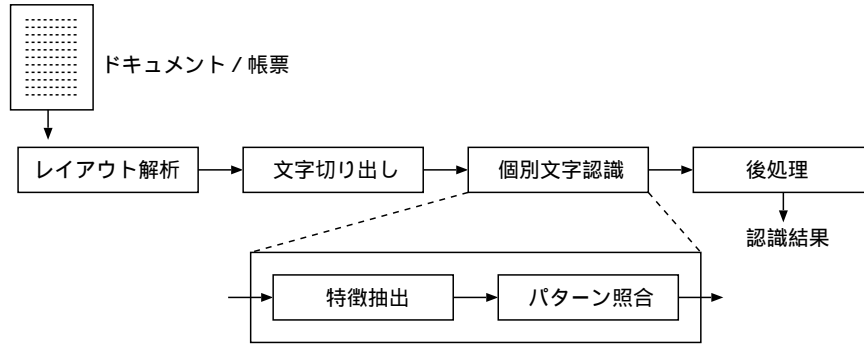 ドキュメント / 帳票
レイアウト解析
文字切り出し
個別文字認識
後処理
認識結果
特徴抽出
パターン照合